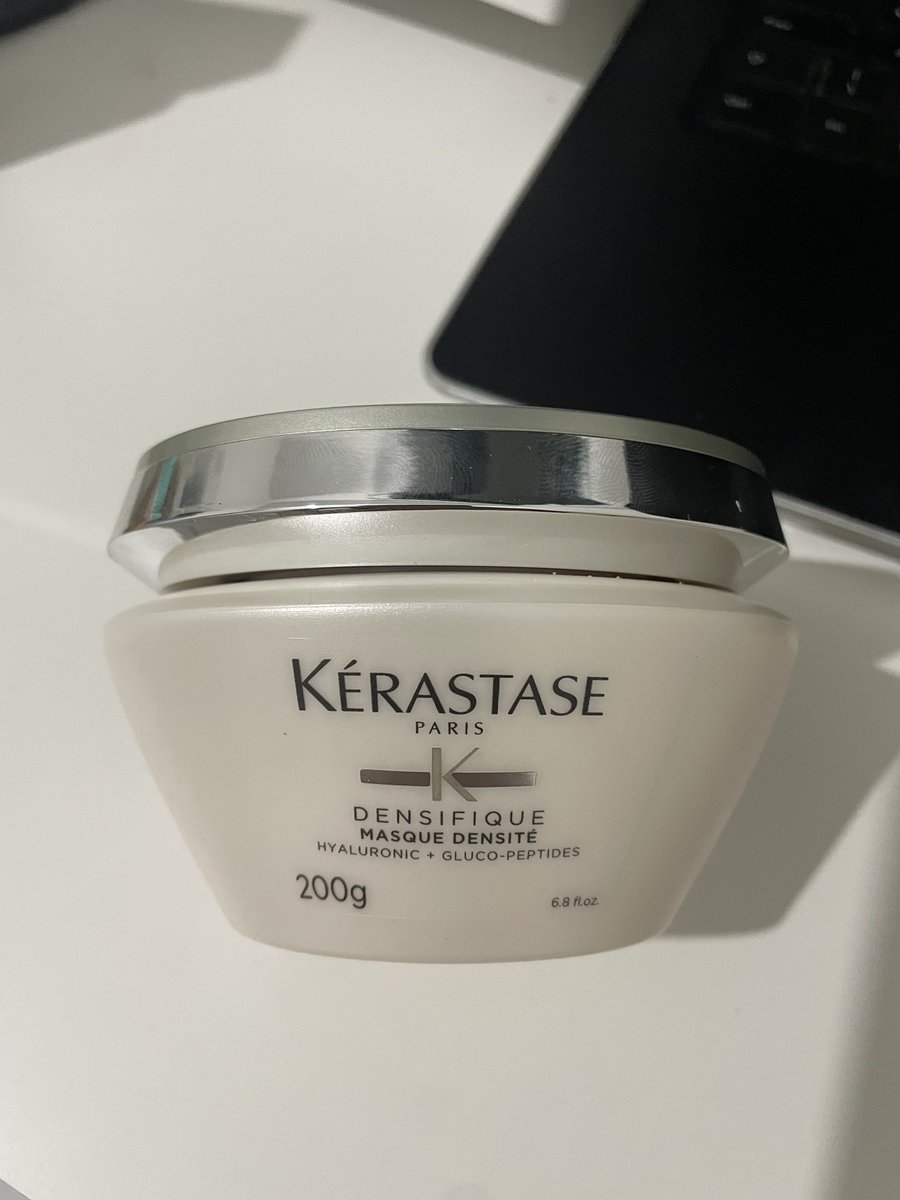 KÉRASTASE
PARIS
K
DENSIFIQUE
MASQUE DENSITÉ
HYALURONIC + GLUCO-PEPTIDES
200g
6.8 fl.oz.